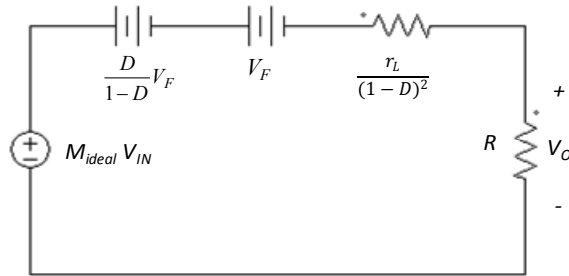 D/(1-D) V_F
V_F
r_L/(1 - D)^2
+
M_ideal V_IN
R
V_O
-